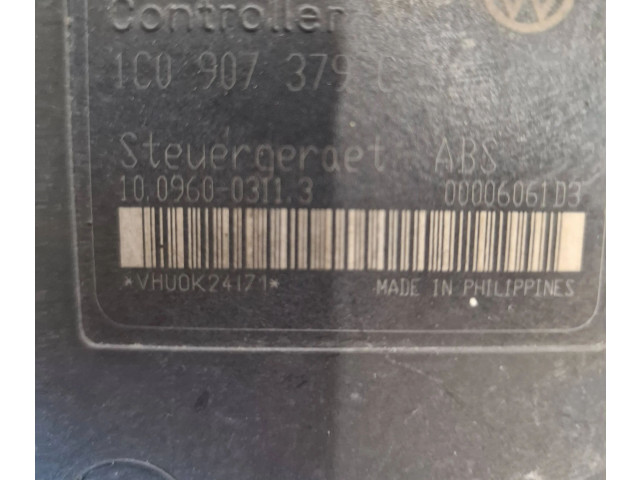 Controller
1C0 907 379 C
Steuergeraet ABS
10.0960-0311.3 00006061D3
*VHU0K24171*
MADE IN PHILIPPINES